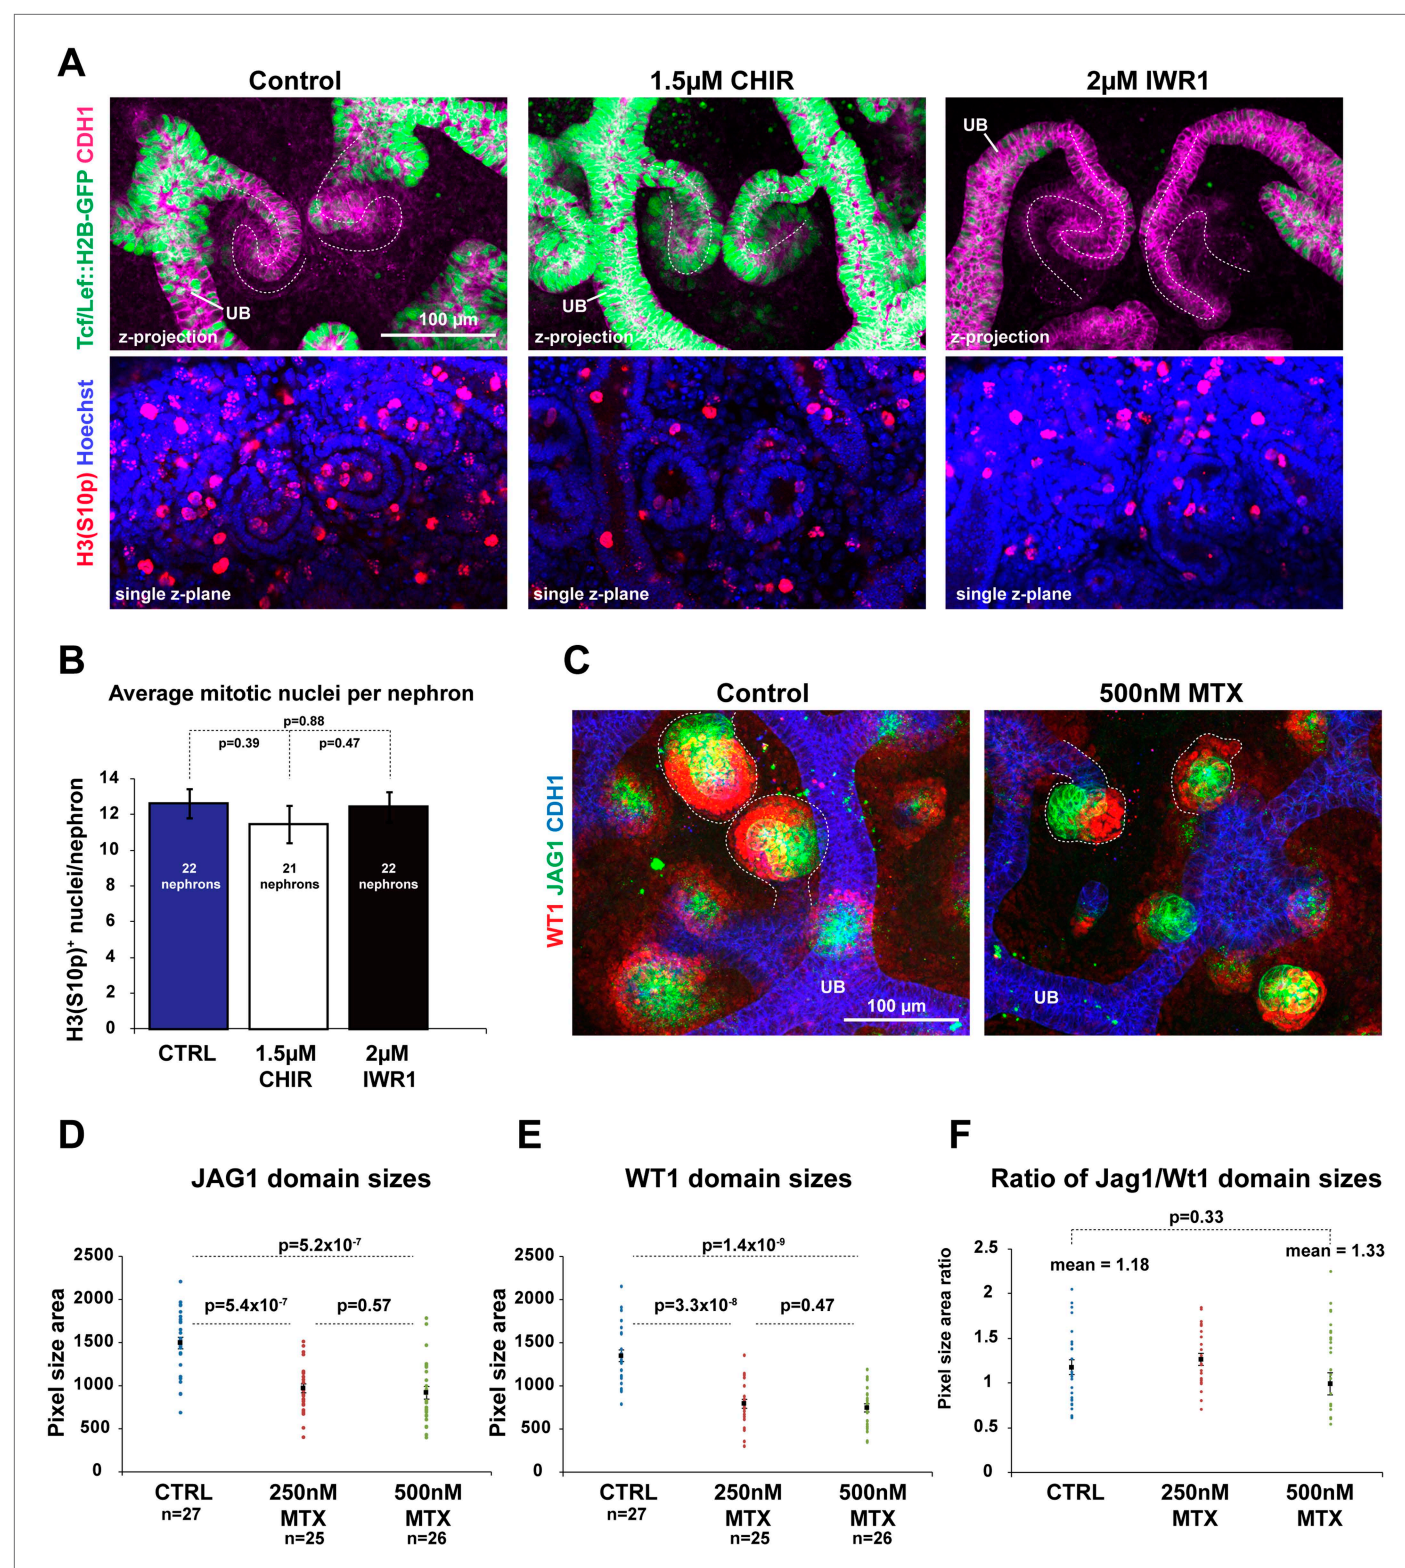 A
Control
1.5µM CHIR
2µM IWR1
Tcf/Lef::H2B-GFP CDH1
UB
100 µm
z-projection
UB
z-projection
UB
z-projection
H3(S10p) Hoechst
single z-plane
single z-plane
single z-plane
B
Average mitotic nuclei per nephron
p=0.88
p=0.39
p=0.47
H3(S10p)⁺ nuclei/nephron
14
12
10
8
6
4
2
0
22
nephrons
21
nephrons
22
nephrons
CTRL
1.5µM
CHIR
2µM
IWR1
C
Control
500nM MTX
WT1 JAG1 CDH1
UB
100 µm
UB
D
JAG1 domain sizes
p=5.2x10⁻⁷
p=5.4x10⁻⁷
p=0.57
Pixel size area
2500
2000
1500
1000
500
0
CTRL
n=27
250nM
MTX
n=25
500nM
MTX
n=26
E
WT1 domain sizes
p=1.4x10⁻⁹
p=3.3x10⁻⁸
p=0.47
Pixel size area
2500
2000
1500
1000
500
0
CTRL
n=27
250nM
MTX
n=25
500nM
MTX
n=26
F
Ratio of Jag1/Wt1 domain sizes
p=0.33
mean = 1.18
mean = 1.33
Pixel size area ratio
2.5
2
1.5
1
0.5
0
CTRL
250nM
MTX
500nM
MTX